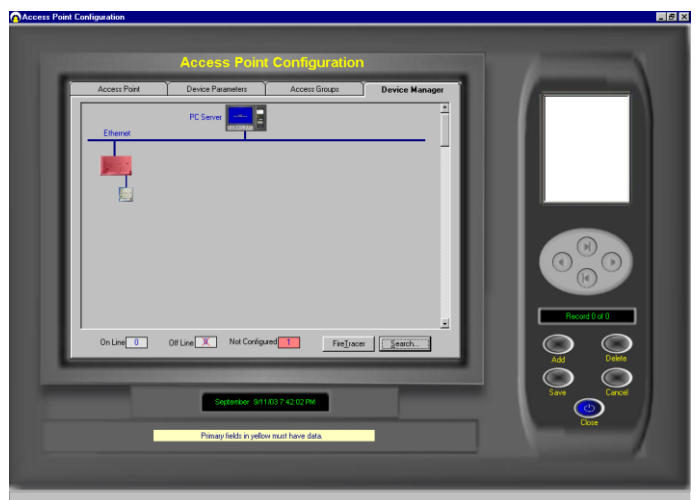 Access Point Configuration
Access Point Configuration
Access Point
Device Parameters
Access Groups
Device Manager
PC Server
Ethernet
On Line 0
Off Line
Not Configured 1
FireTracer
Search...
Record 0 of 0
Add
Delete
Save
Cancel
Close
September 9/11/03 7:42:02 PM
Primary fields in yellow must have data.